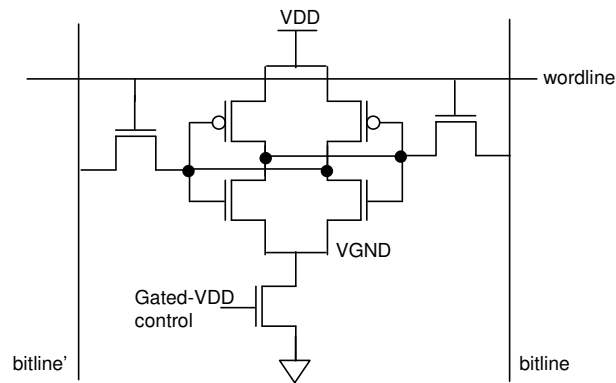 VDD
wordline
VGND
Gated-VDD
control
bitline’
bitline